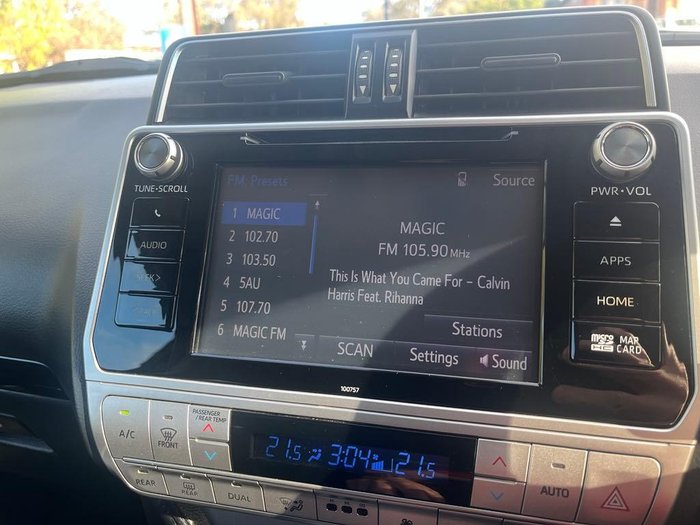 TUNE•SCROLL
AUDIO
SEEK>
FM: Presets
Source
1 MAGIC
2 102.70
3 103.50
4 5AU
5 107.70
6 MAGIC FM
MAGIC
FM 105.90 MHz
This Is What You Came For - Calvin
Harris Feat. Rihanna
Stations
SCAN
Settings
Sound
100757
PWR•VOL
APPS
HOME
microSD HC
MAP
CARD
A/C
FRONT
PASSENGER
/REAR TEMP
21.5
3:04
21.5
AUTO
REAR
REAR
DUAL